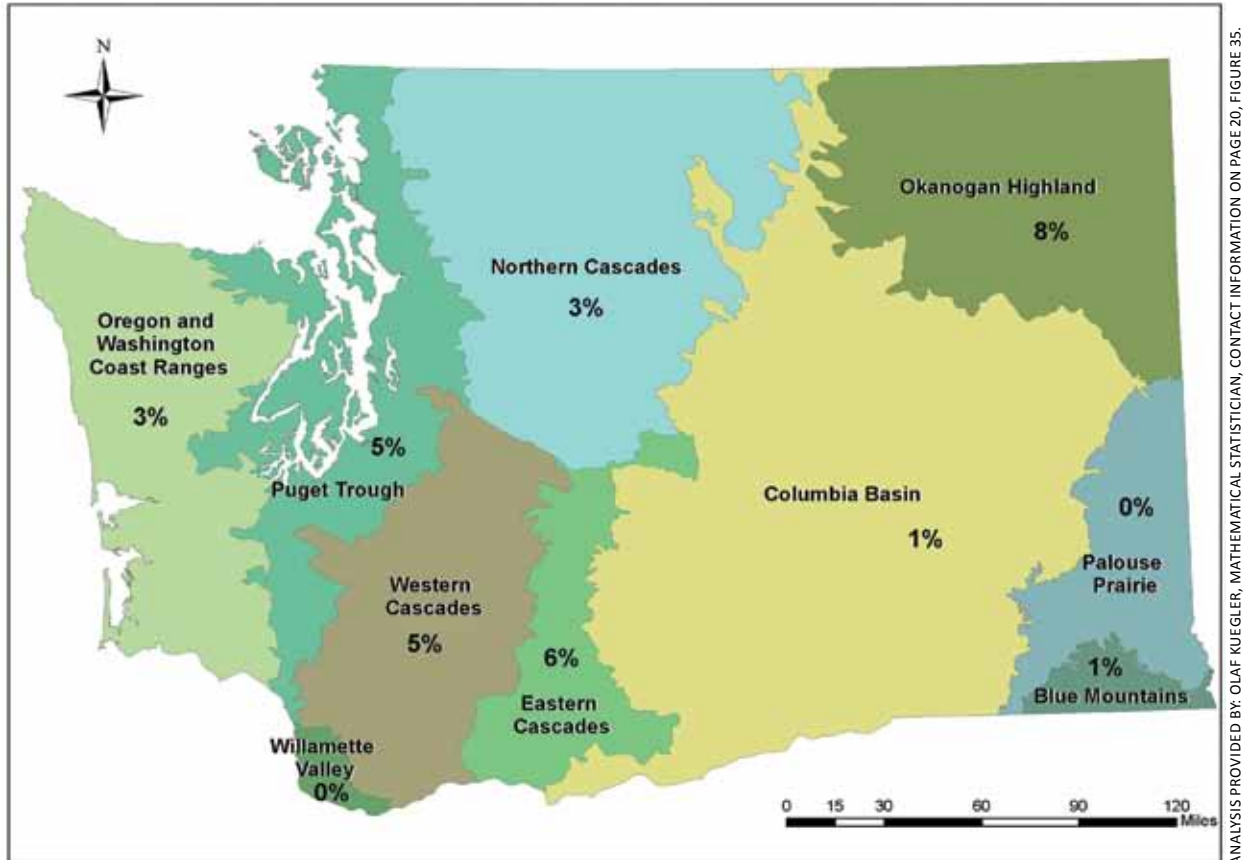 N
Okanogan Highland
8%
Northern Cascades
3%
Oregon and
Washington
Coast Ranges
3%
5%
Puget Trough
Columbia Basin
1%
0%
Palouse
Prairie
Western
Cascades
5%
6%
Eastern
Cascades
1%
Blue Mountains
Willamette
Valley
0%
0 15 30 60 90 120
Miles
ANALYSIS PROVIDED BY: OLAF KUEGLER, MATHEMATICAL STATISTICIAN, CONTACT INFORMATION ON PAGE 20, FIGURE 35.